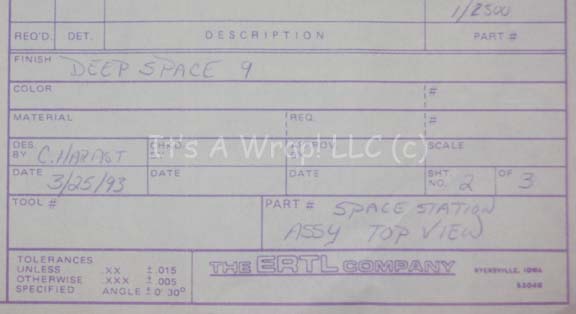 1/2500
REQ'D. DET. DESCRIPTION PART #
FINISH DEEP SPACE 9
COLOR #
MATERIAL REQ. #
DES. BY C. HARAST CHKD. APPROV. SCALE
It's A Wrap! LLC (c)
DATE 3/25/93 DATE DATE SHT. NO. 2 OF 3
TOOL # PART # SPACE STATION
ASSY TOP VIEW
TOLERANCES
UNLESS .XX ±.015
OTHERWISE .XXX ±.005
SPECIFIED ANGLE ±0° 30'
THE ERTL COMPANY DYERSVILLE, IOWA
52040